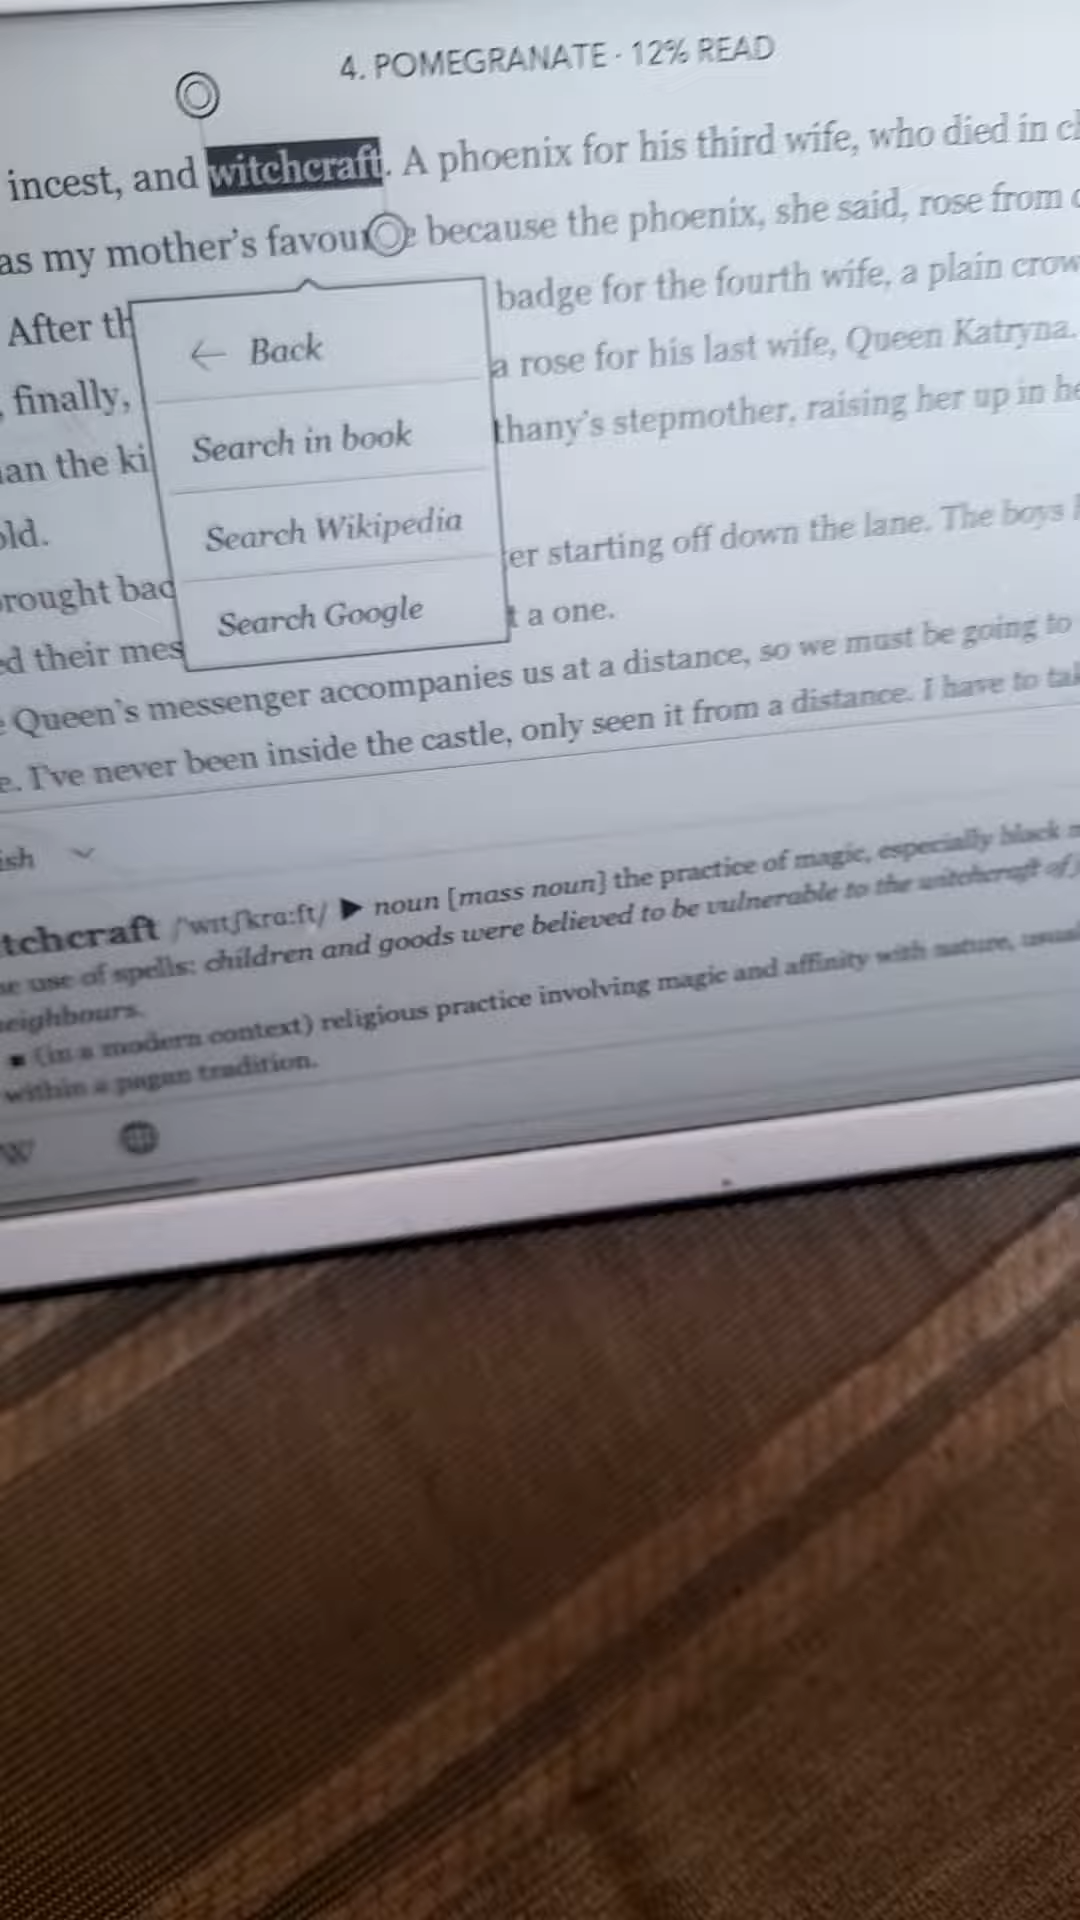 4. POMEGRANATE · 12% READ
incest, and witchcraft. A phoenix for his third wife, who died in
as my mother's favour because the phoenix, she said, rose from
After th badge for the fourth wife, a plain crow
, finally, a rose for his last wife, Queen Katryna.
an the ki thany's stepmother, raising her up in he
old.
er starting off down the lane. The boys
rought bac t a one.
ed their mes
e Queen's messenger accompanies us at a distance, so we must be going to
e. I've never been inside the castle, only seen it from a distance. I have to tak
← Back
Search in book
Search Wikipedia
Search Google
ish
tchcraft /ˈwɪtʃkrɑːft/ ▶ noun [mass noun] the practice of magic, especially black
use of spells: children and goods were believed to be vulnerable to the witchcraft of
neighbours.
▪ (in a modern context) religious practice involving magic and affinity with nature, usual
within a pagan tradition.
W